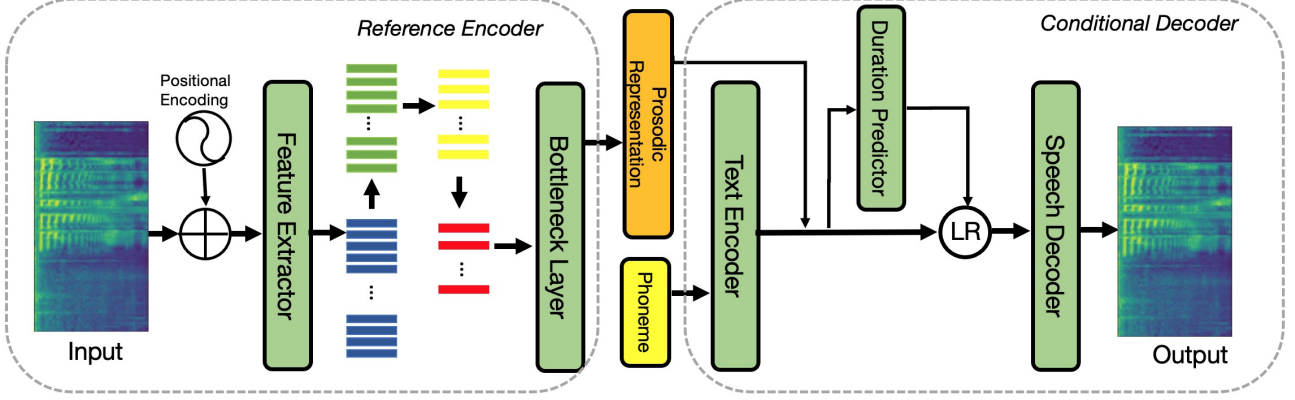 Reference Encoder
Positional
Encoding
Input
Feature Extractor
...
...
...
...
Bottleneck Layer
Prosodic
Representation
Phoneme
Conditional Decoder
Text Encoder
Duration Predictor
LR
Speech Decoder
Output